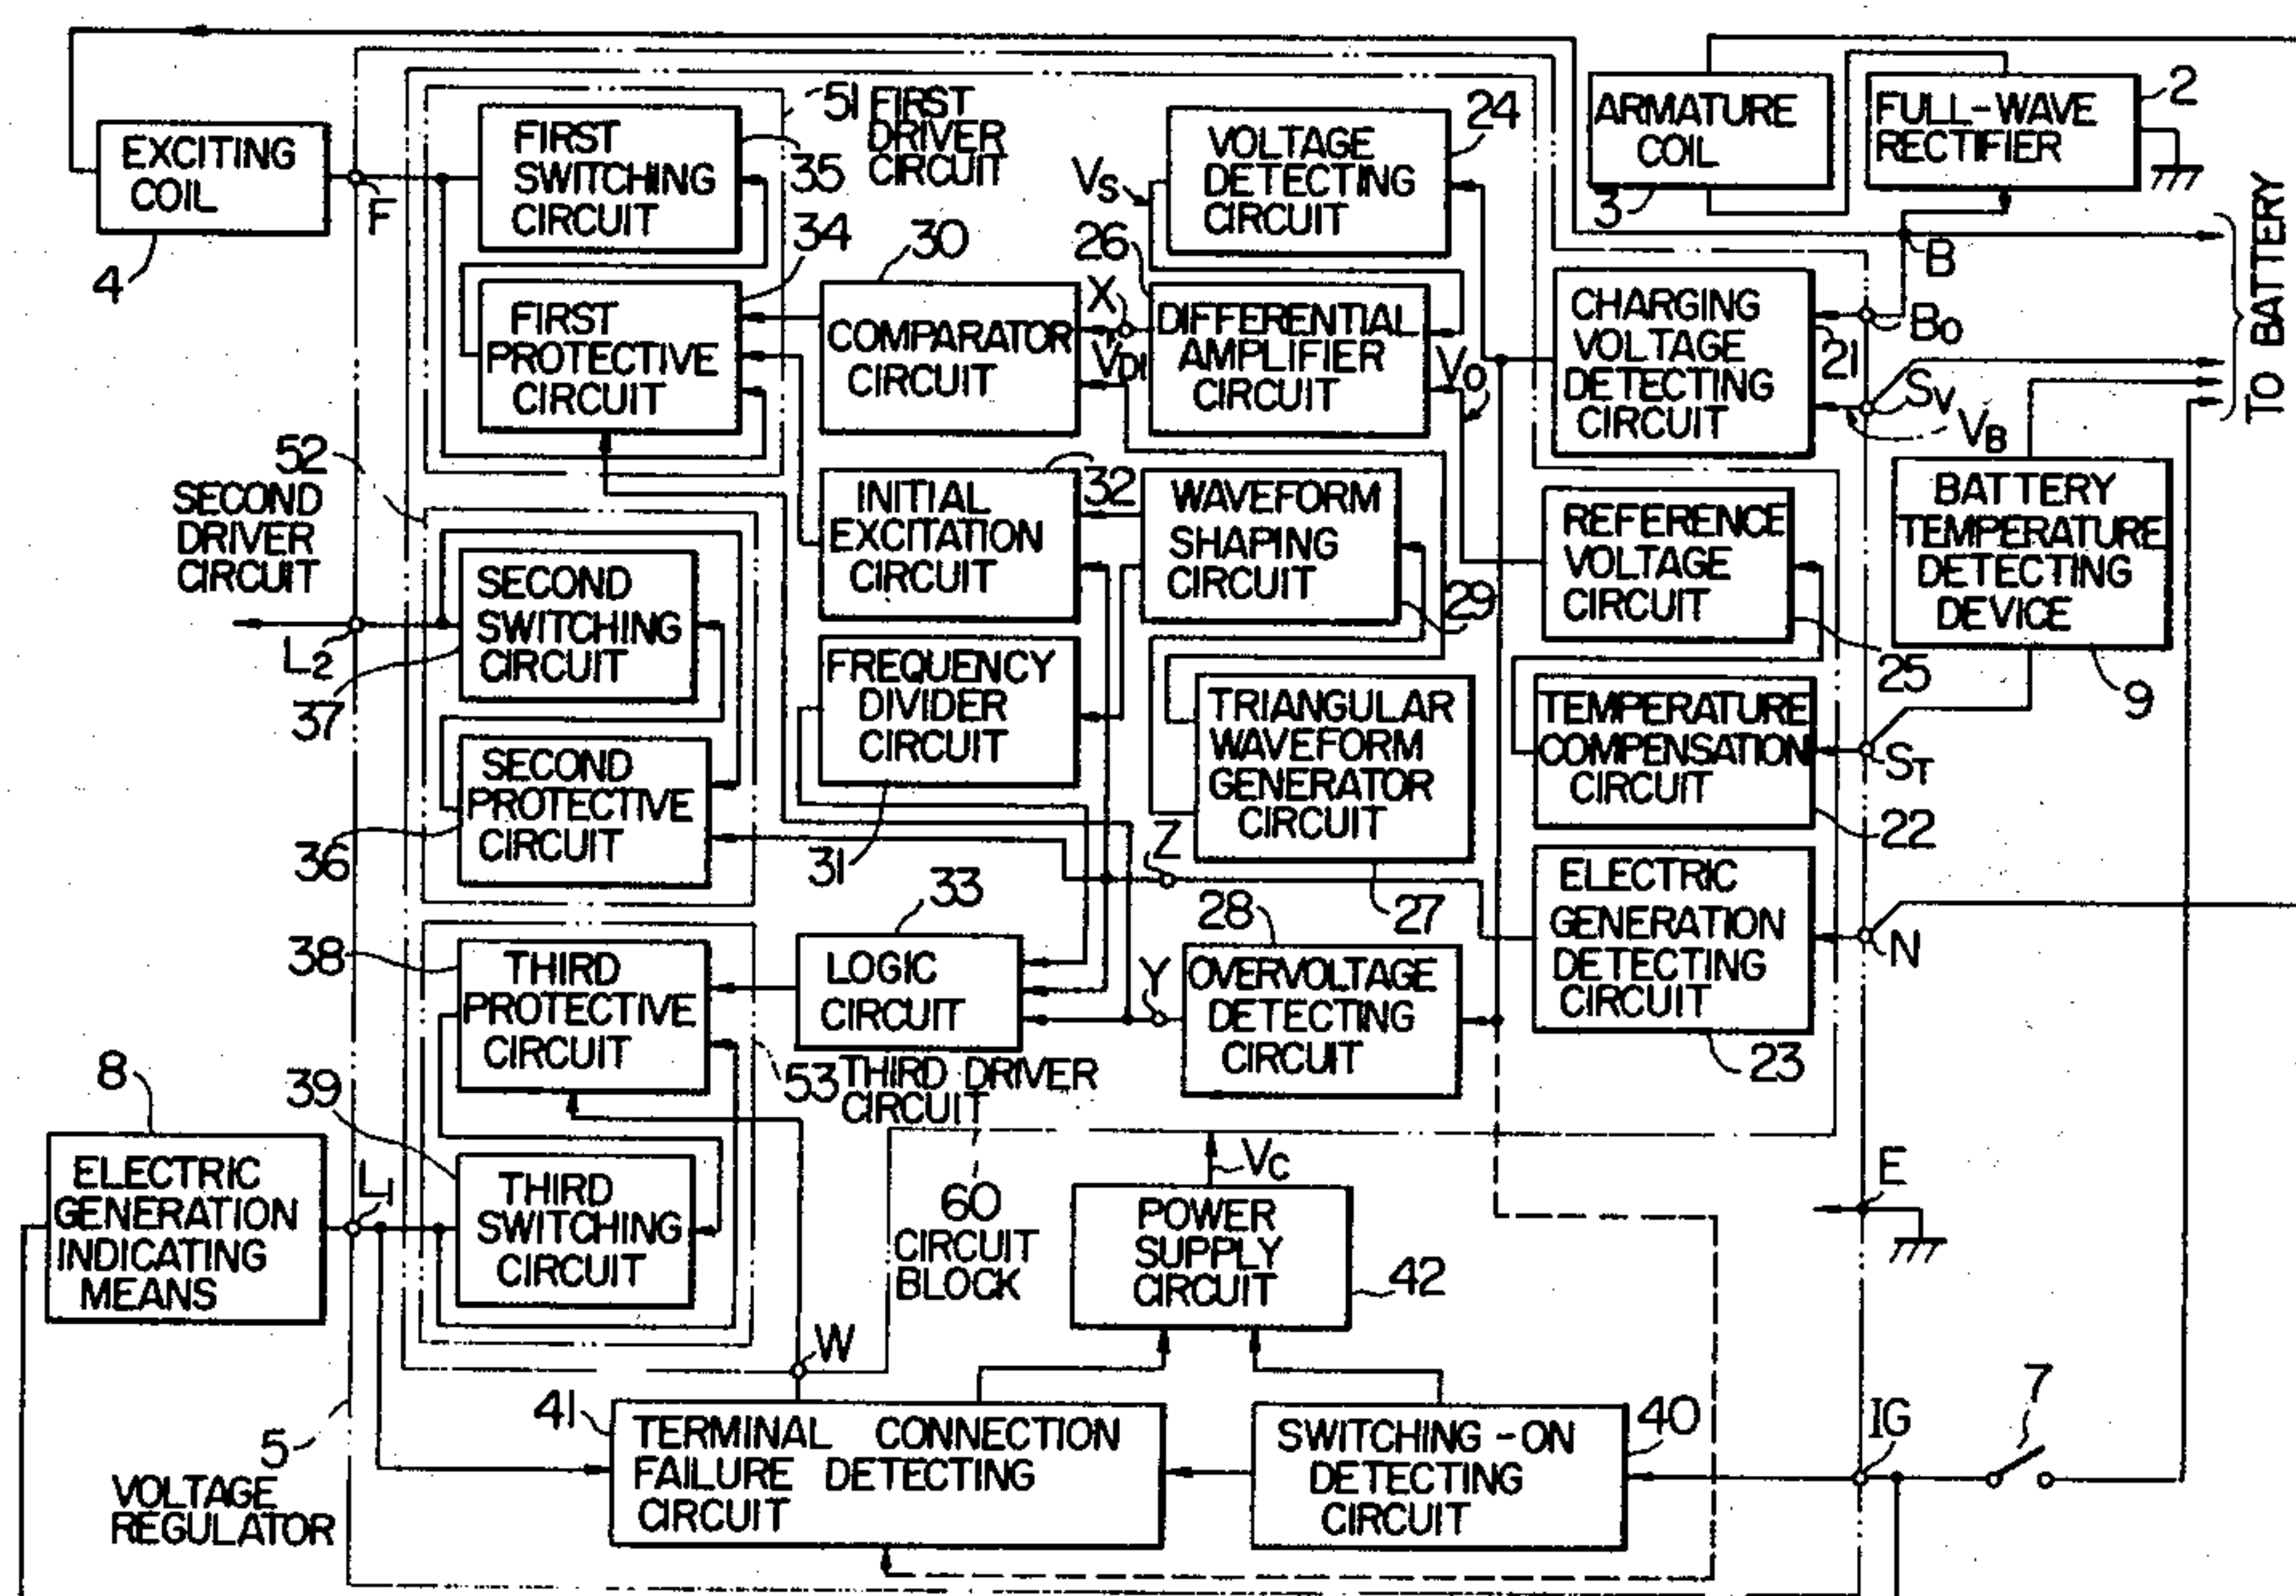 EXCITING
COIL
4
F
FIRST
SWITCHING
CIRCUIT
35
51 FIRST
DRIVER
CIRCUIT
34
FIRST
PROTECTIVE
CIRCUIT
30
COMPARATOR
CIRCUIT
X
VD1
VS
VOLTAGE
DETECTING
CIRCUIT
24
26
DIFFERENTIAL
AMPLIFIER
CIRCUIT
VO
ARMATURE
COIL
3
FULL-WAVE
RECTIFIER
2
B
BO
CHARGING
VOLTAGE
DETECTING
CIRCUIT
21
SV
VB
TO BATTERY
52
SECOND
DRIVER
CIRCUIT
L2
SECOND
SWITCHING
CIRCUIT
37
SECOND
PROTECTIVE
CIRCUIT
36
INITIAL
EXCITATION
CIRCUIT
32
WAVEFORM
SHAPING
CIRCUIT
29
FREQUENCY
DIVIDER
CIRCUIT
31
TRIANGULAR
WAVEFORM
GENERATOR
CIRCUIT
27
REFERENCE
VOLTAGE
CIRCUIT
25
BATTERY
TEMPERATURE
DETECTING
DEVICE
9
TEMPERATURE
COMPENSATION
CIRCUIT
22
ST
Z
33
LOGIC
CIRCUIT
28
Y
OVERVOLTAGE
DETECTING
CIRCUIT
ELECTRIC
GENERATION
DETECTING
CIRCUIT
23
N
38
THIRD
PROTECTIVE
CIRCUIT
53 THIRD DRIVER
CIRCUIT
39
THIRD
SWITCHING
CIRCUIT
8
ELECTRIC
GENERATION
INDICATING
MEANS
L1
60
CIRCUIT
BLOCK
VC
POWER
SUPPLY
CIRCUIT
42
E
W
41
TERMINAL CONNECTION
FAILURE DETECTING
CIRCUIT
SWITCHING-ON
DETECTING
CIRCUIT
40
IG
7
5
VOLTAGE
REGULATOR